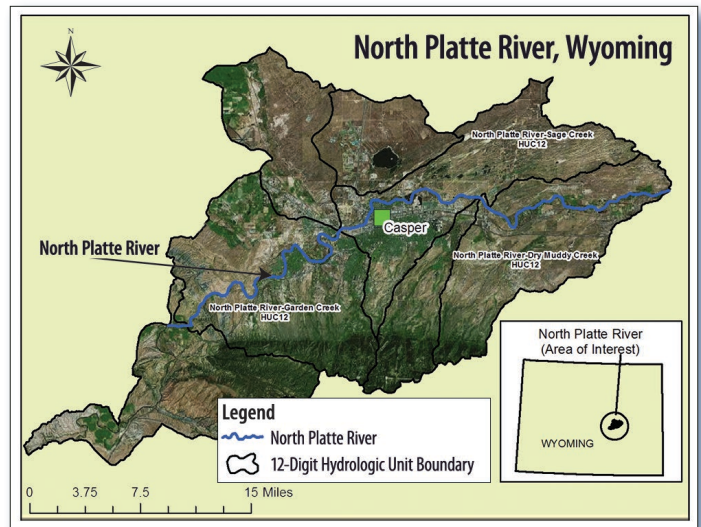 N
North Platte River, Wyoming
North Platte River-Sage Creek
HUC12
Casper
North Platte River
North Platte River-Dry Muddy Creek
HUC12
North Platte River-Garden Creek
HUC12
North Platte River
(Area of Interest)
WYOMING
Legend
North Platte River
12-Digit Hydrologic Unit Boundary
0 3.75 7.5 15 Miles